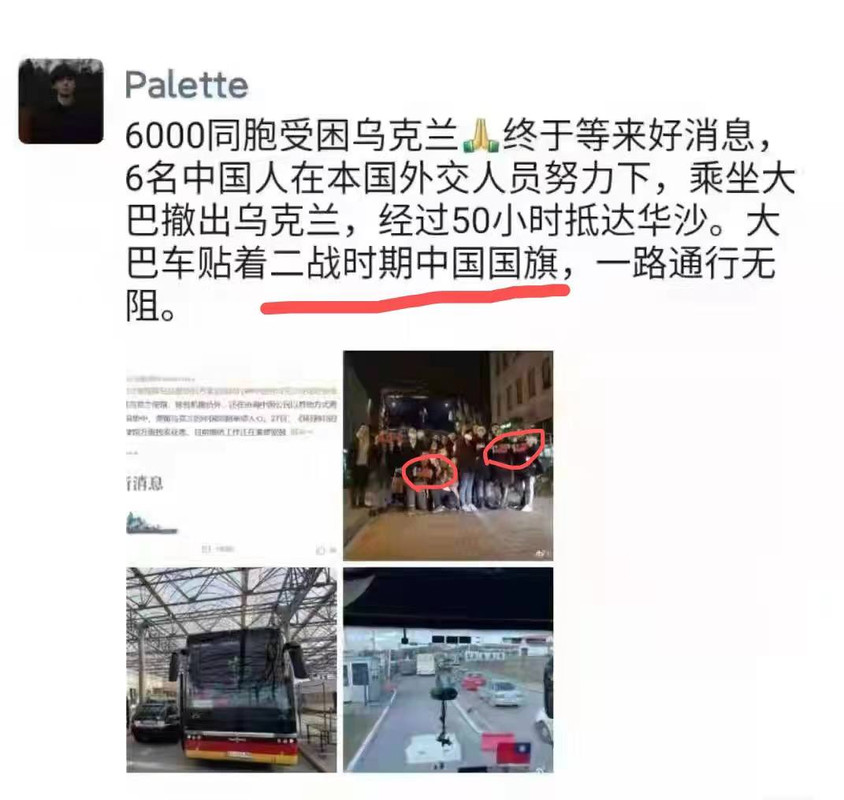 Palette
6000同胞受困乌克兰🙏终于等来好消息，
6名中国人在本国外交人员努力下，乘坐大
巴撤出乌克兰，经过50小时抵达华沙。大
巴车贴着二战时期中国国旗，一路通行无
阻。
消息